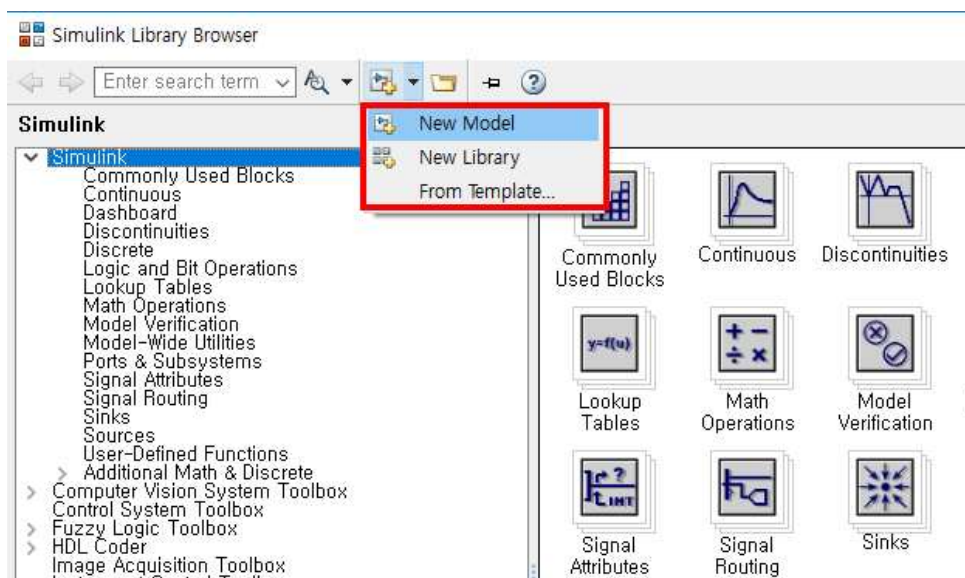 Simulink Library Browser
Enter search term
Simulink
New Model
New Library
From Template...
Simulink
Commonly Used Blocks
Continuous
Dashboard
Discontinuities
Discrete
Logic and Bit Operations
Lookup Tables
Math Operations
Model Verification
Model-Wide Utilities
Ports & Subsystems
Signal Attributes
Signal Routing
Sinks
Sources
User-Defined Functions
Additional Math & Discrete
Computer Vision System Toolbox
Control System Toolbox
Fuzzy Logic Toolbox
HDL Coder
Image Acquisition Toolbox
Commonly
Used Blocks
Continuous
Discontinuities
y=f(u)
Lookup
Tables
Math
Operations
Model
Verification
Signal
Attributes
Signal
Routing
Sinks